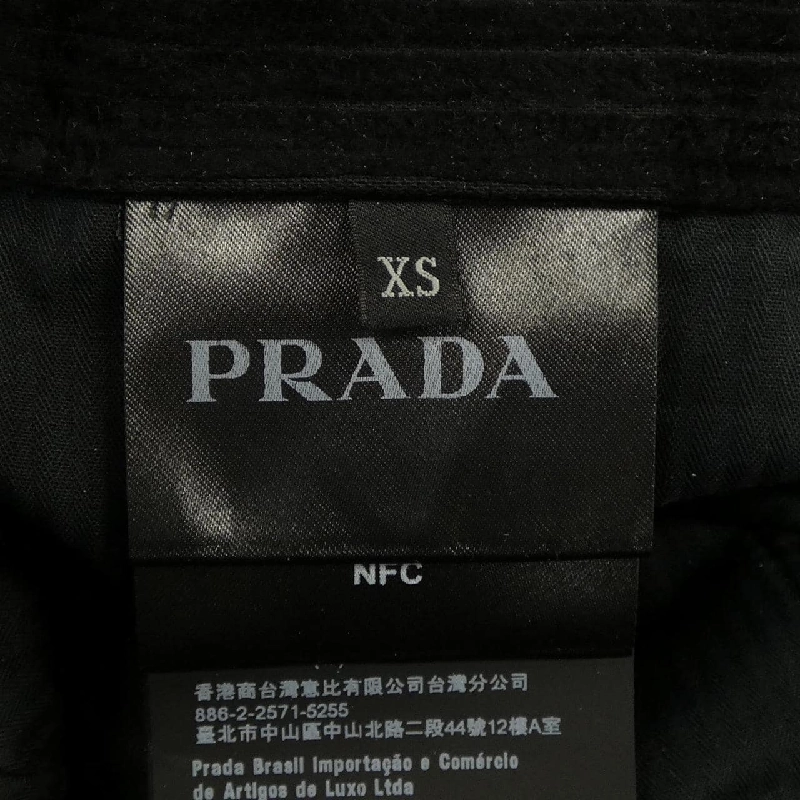 XS
PRADA
NFC
香港商台灣意比有限公司台灣分公司
886-2-2571-5255
臺北市中山區中山北路二段44號12樓A室
Prada Brasil Importação e Comércio
de Artigos de Luxo Ltda